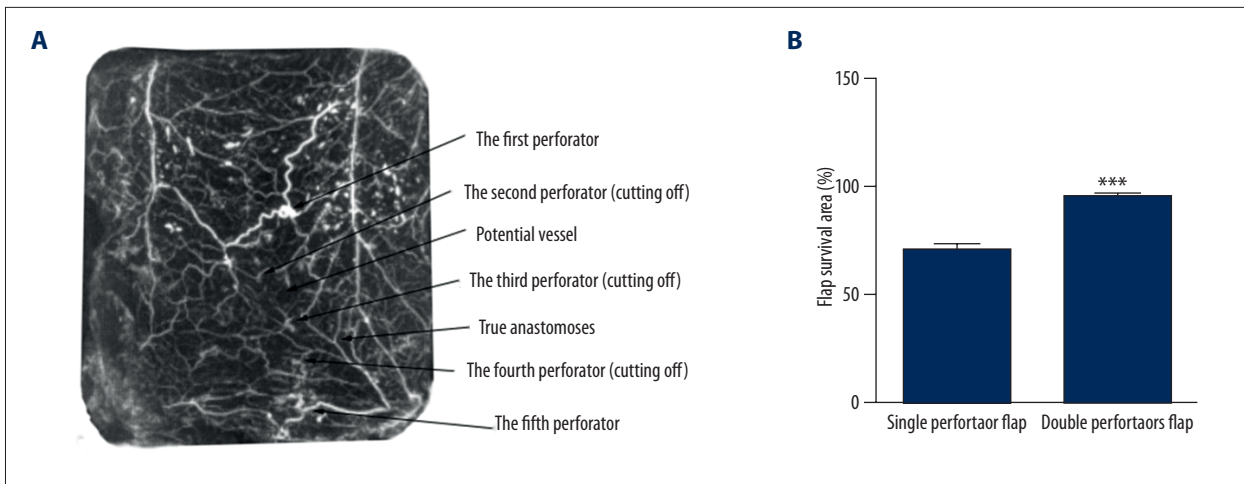 A
The first perforator
The second perforator (cutting off)
Potential vessel
The third perforator (cutting off)
True anastomoses
The fourth perforator (cutting off)
The fifth perforator
B
Flap survival area (%)
150
100
50
0
***
Single perfortaor flap
Double perfortaors flap